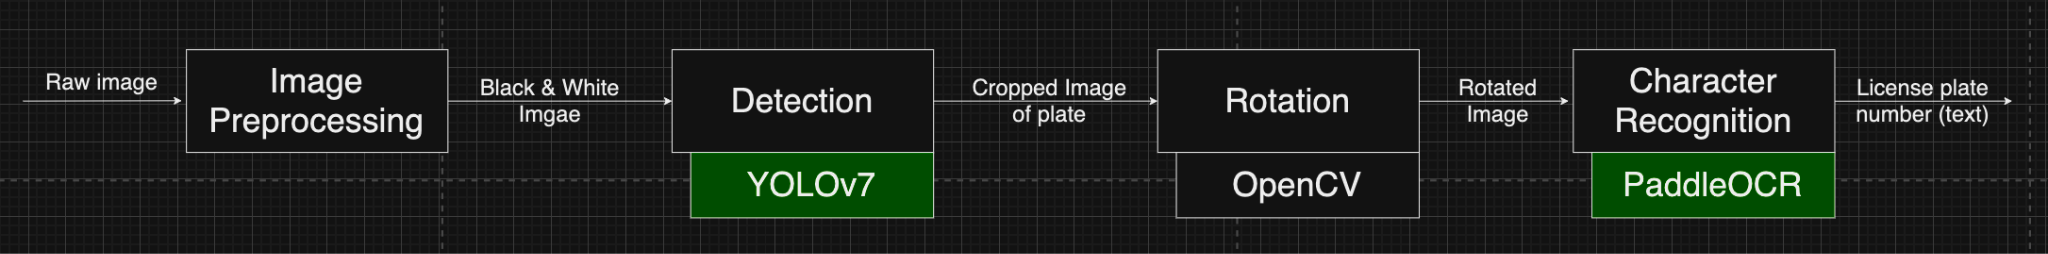 Raw image
Image
Preprocessing
Black & White
Imgae
Detection
YOLOv7
Cropped Image
of plate
Rotation
OpenCV
Rotated
Image
Character
Recognition
PaddleOCR
License plate
number (text)